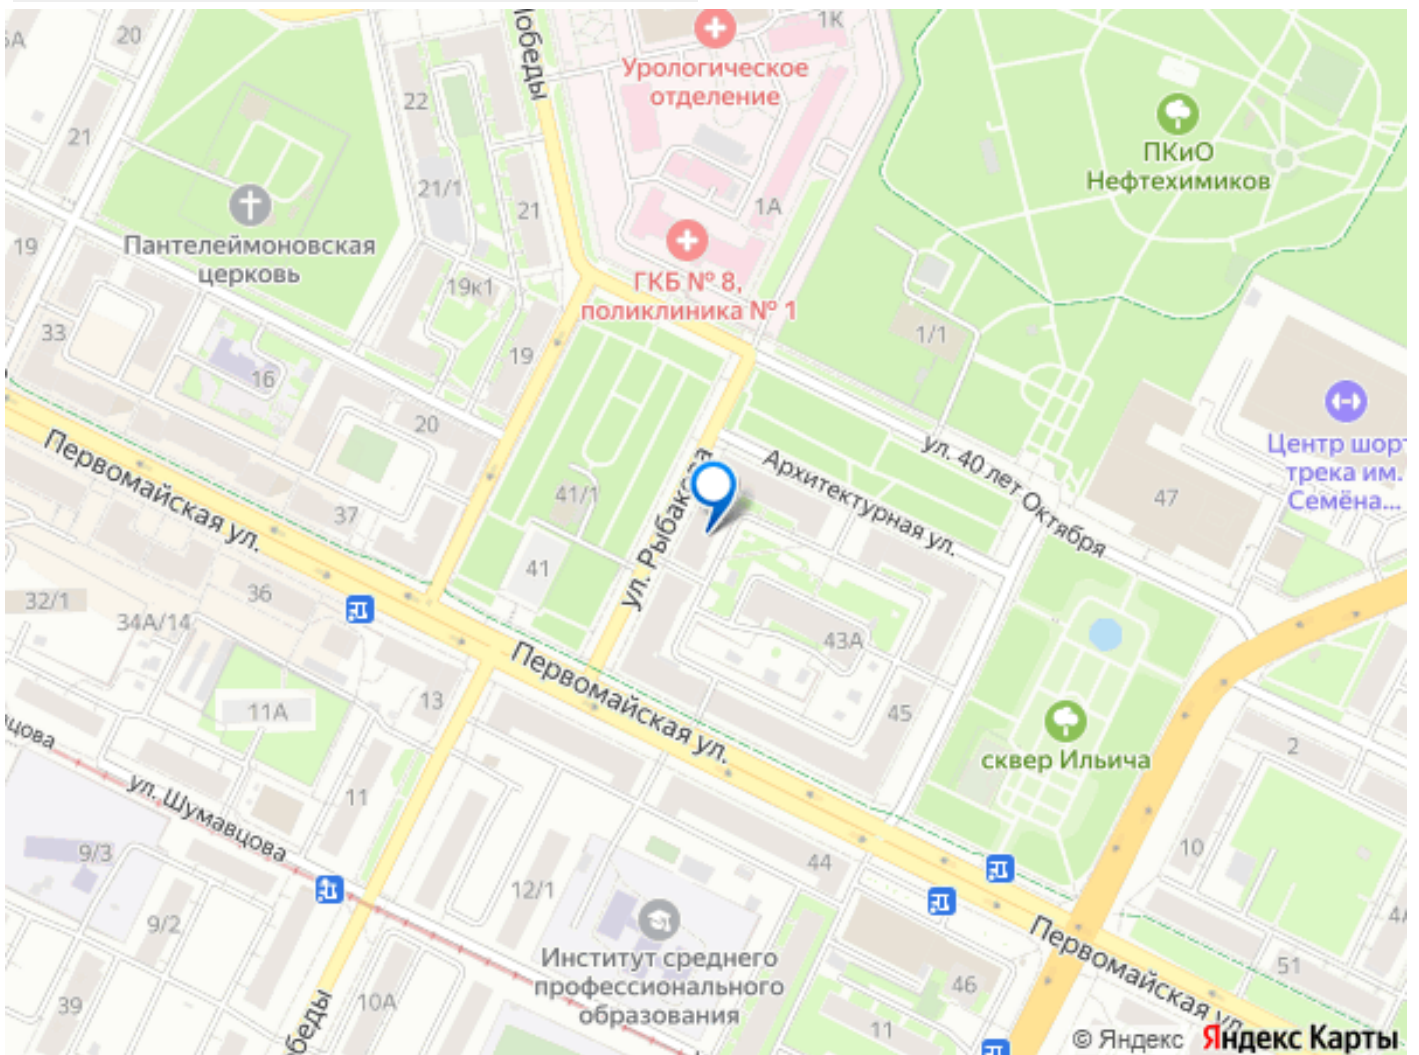 20
1К
Победы
Урологическое
отделение
22
21
21/1
21
1А
ПКиО
Нефтехимиков
Пантелеймоновская
церковь
19
19к1
ГКБ № 8,
поликлиника № 1
33
16
19
1/1
20
Центр шорт
трека им.
Семёна...
ул. 40 лет Октября
Архитектурная ул.
47
Первомайская ул.
37
41/1
41
ул. Рыбакова
32/1
36
34А/14
43А
13
11А
Первомайская ул.
45
сквер Ильича
2
ул. Шумавцова
11
9/3
44
10
12/1
9/2
Институт среднего
профессионального
образования
Первомайская ул.
51
46
39
10А
11
© Яндекс Яндекс Карты